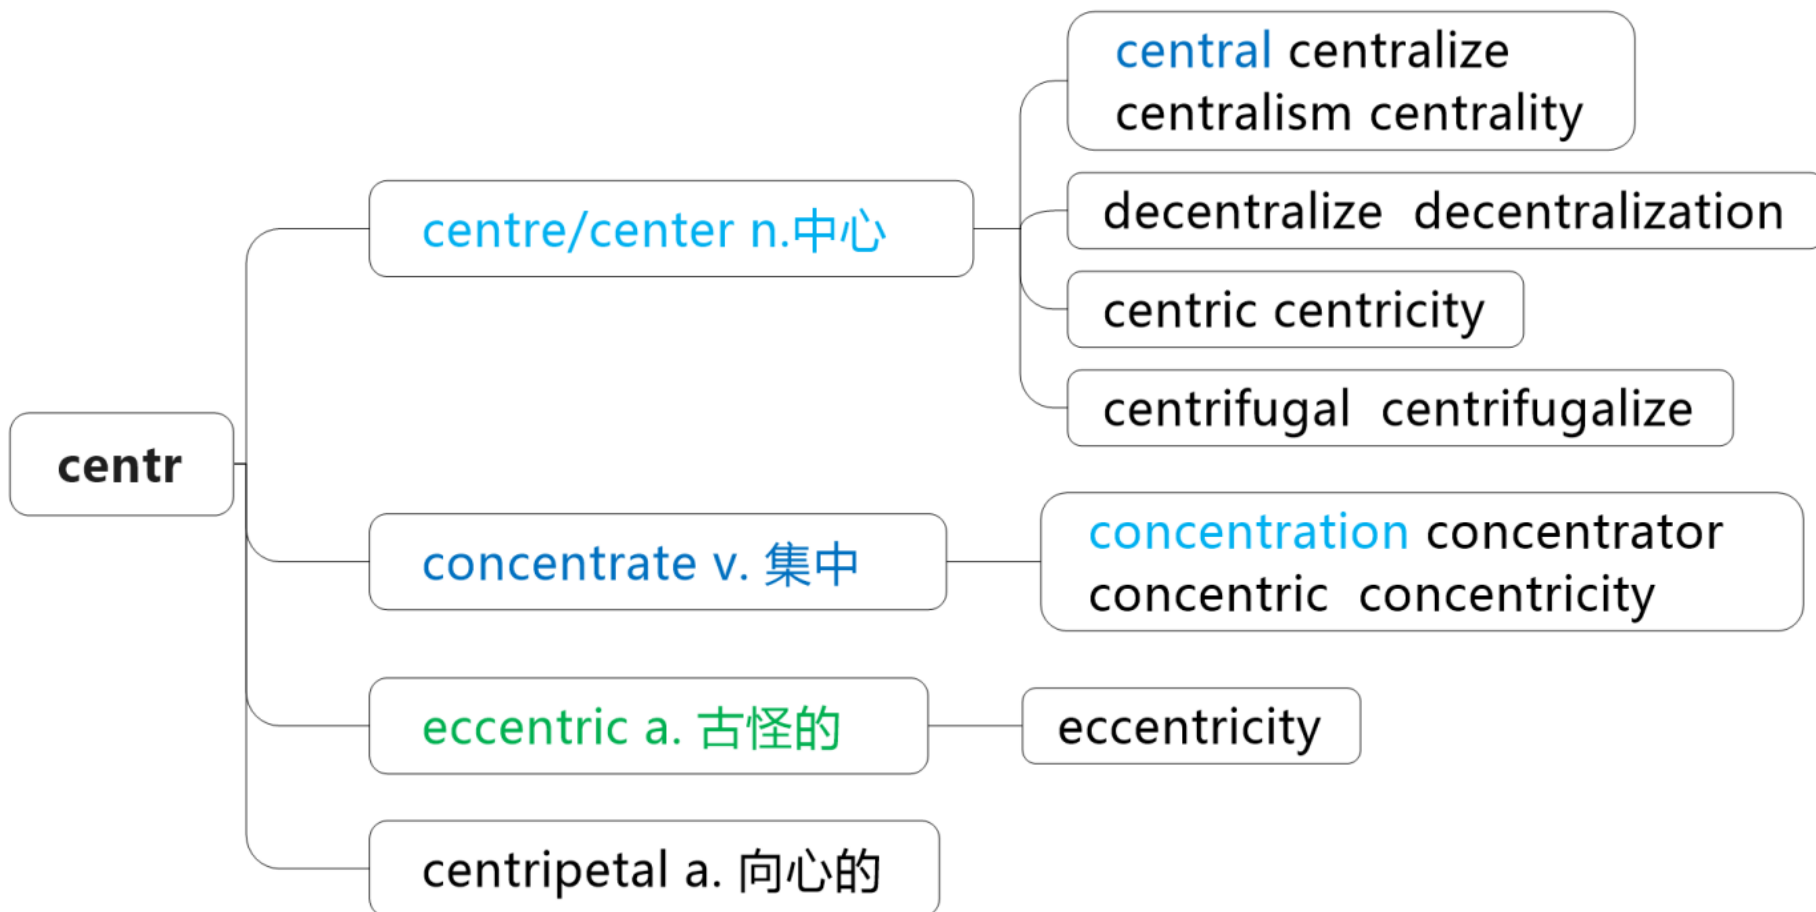 centr
centre/center n.中心
central centralize
centralism centrality
decentralize decentralization
centric centricity
centrifugal centrifugalize
concentrate v. 集中
concentration concentrator
concentric concentricity
eccentric a. 古怪的
eccentricity
centripetal a. 向心的